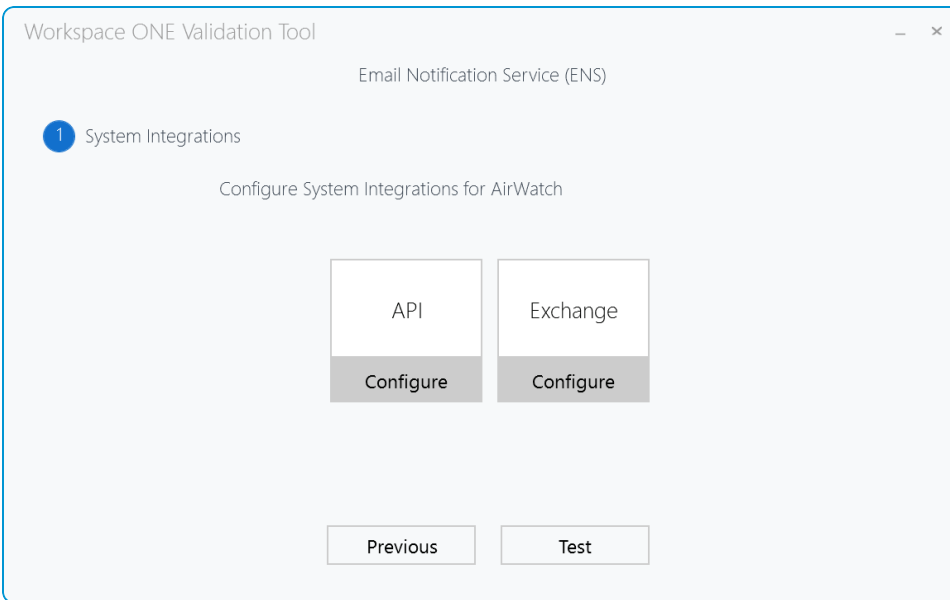 Workspace ONE Validation Tool
Email Notification Service (ENS)
1 System Integrations
Configure System Integrations for AirWatch
API Exchange
Configure Configure
Previous Test